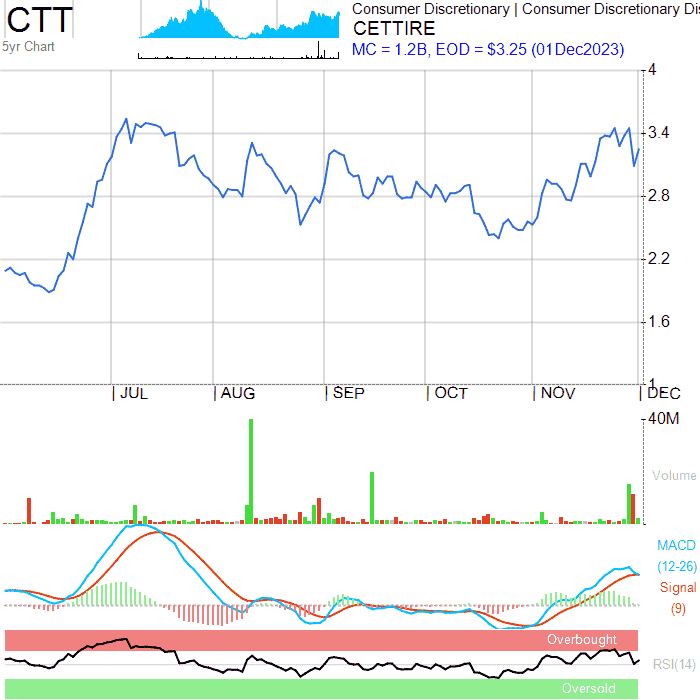 CTT
5yr Chart
Consumer Discretionary | Consumer Discretionary Dis
CETTIRE
MC = 1.2B, EOD = $3.25 (01Dec2023)
4
3.4
2.8
2.2
1.6
1
JUL AUG SEP OCT NOV DEC
40M
Volume
MACD
(12-26)
Signal
(9)
Overbought
RSI(14)
Oversold